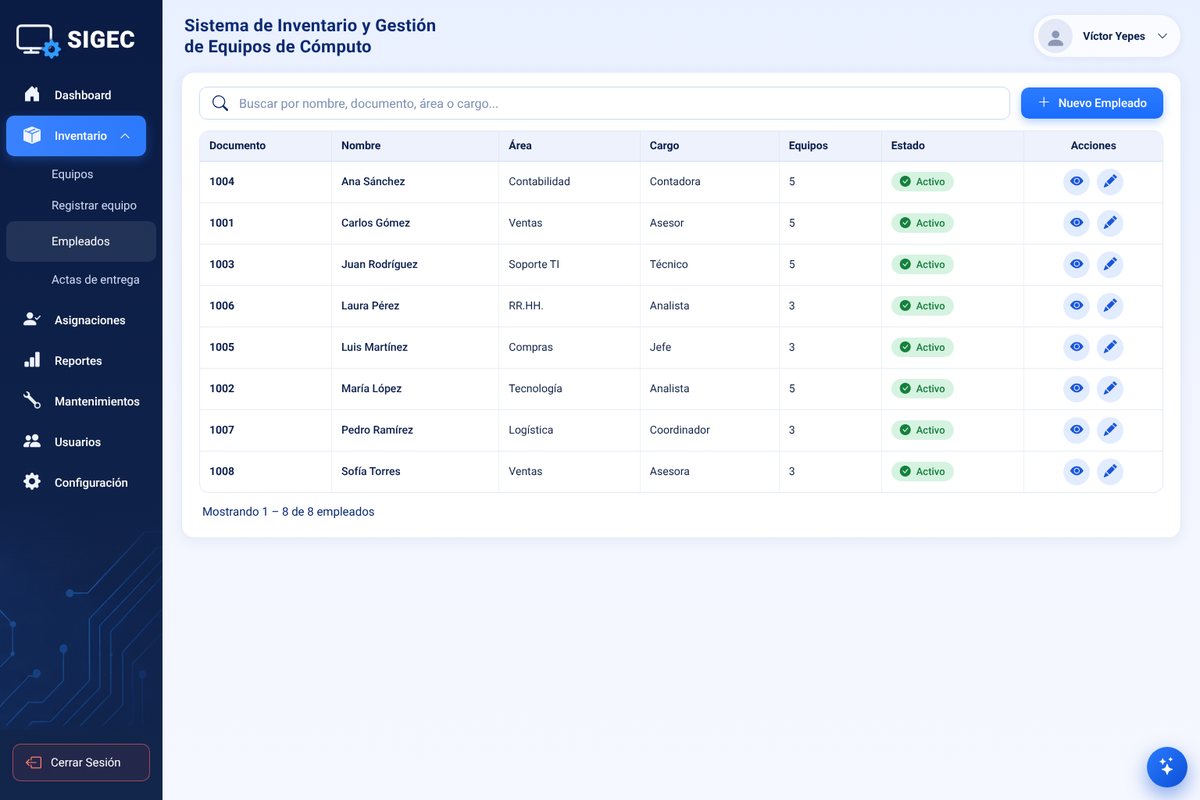 SIGEC
Dashboard
Inventario
Equipos
Registrar equipo
Empleados
Actas de entrega
Asignaciones
Reportes
Mantenimientos
Usuarios
Configuración
Cerrar Sesión
Sistema de Inventario y Gestión
de Equipos de Cómputo
Víctor Yepes
Buscar por nombre, documento, área o cargo...
Nuevo Empleado
Documento Nombre Área Cargo Equipos Estado Acciones
1004 Ana Sánchez Contabilidad Contadora 5 Activo
1001 Carlos Gómez Ventas Asesor 5 Activo
1003 Juan Rodríguez Soporte TI Técnico 5 Activo
1006 Laura Pérez RR.HH. Analista 3 Activo
1005 Luis Martínez Compras Jefe 3 Activo
1002 María López Tecnología Analista 5 Activo
1007 Pedro Ramírez Logística Coordinador 3 Activo
1008 Sofía Torres Ventas Asesora 3 Activo
Mostrando 1 – 8 de 8 empleados